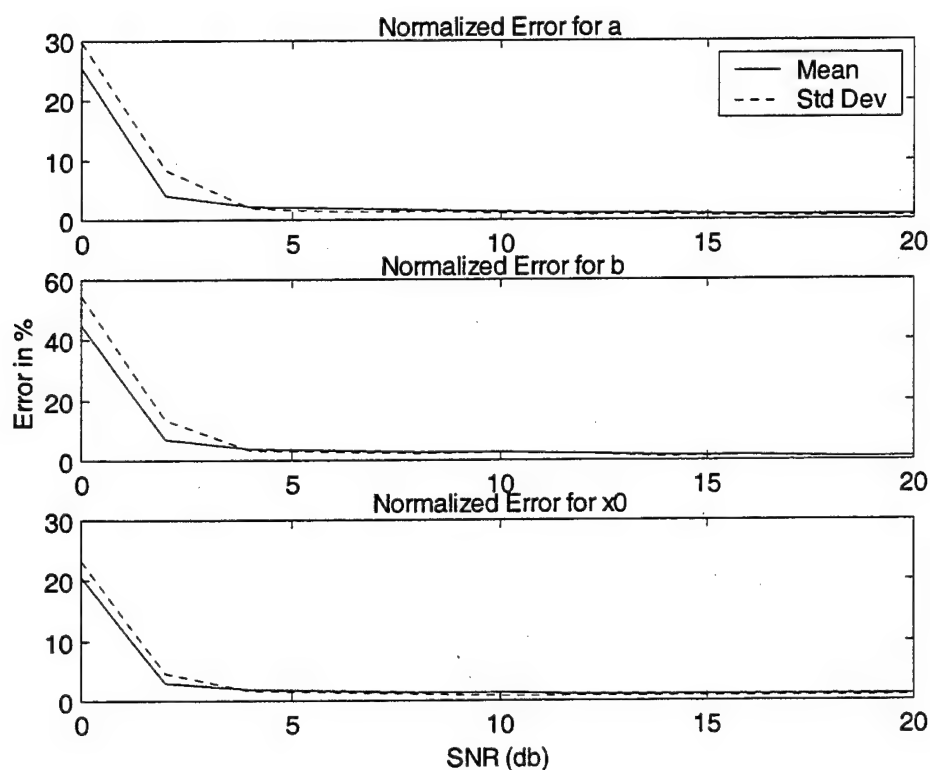 Normalized Error for a
30
20
10
0
Mean
Std Dev
0 5 10 15 20
Normalized Error for b
60
40
20
0
Error in %
0 5 10 15 20
Normalized Error for x0
30
20
10
0
0 5 10 15 20
SNR (db)